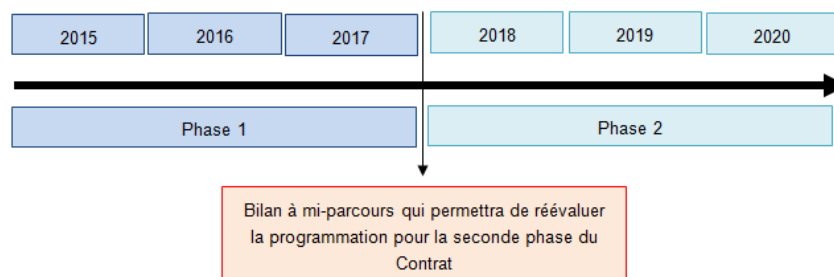 2015 2016 2017 2018 2019 2020
Phase 1 Phase 2
Bilan à mi-parcours qui permettra de réévaluer
la programmation pour la seconde phase du
Contrat